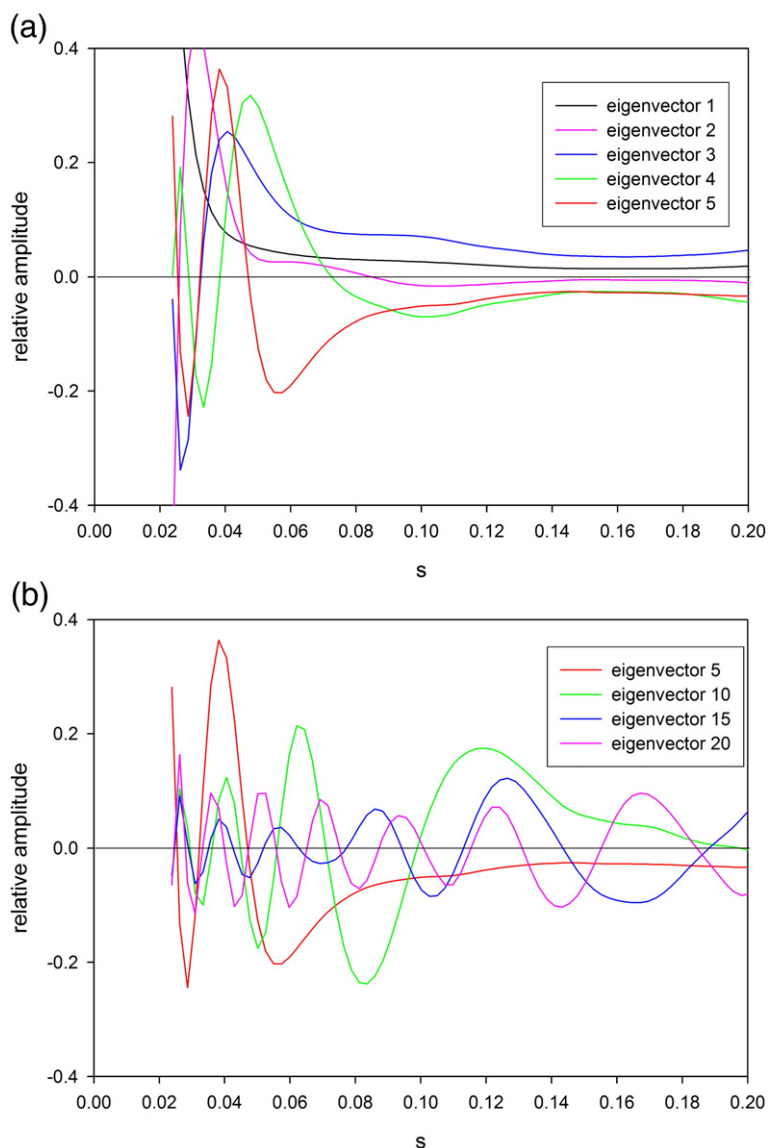 (a)
0.4
0.2
0.0
-0.2
-0.4
relative amplitude
eigenvector 1
eigenvector 2
eigenvector 3
eigenvector 4
eigenvector 5
0.00 0.02 0.04 0.06 0.08 0.10 0.12 0.14 0.16 0.18 0.20
s
(b)
0.4
0.2
0.0
-0.2
-0.4
relative amplitude
eigenvector 5
eigenvector 10
eigenvector 15
eigenvector 20
0.00 0.02 0.04 0.06 0.08 0.10 0.12 0.14 0.16 0.18 0.20
s